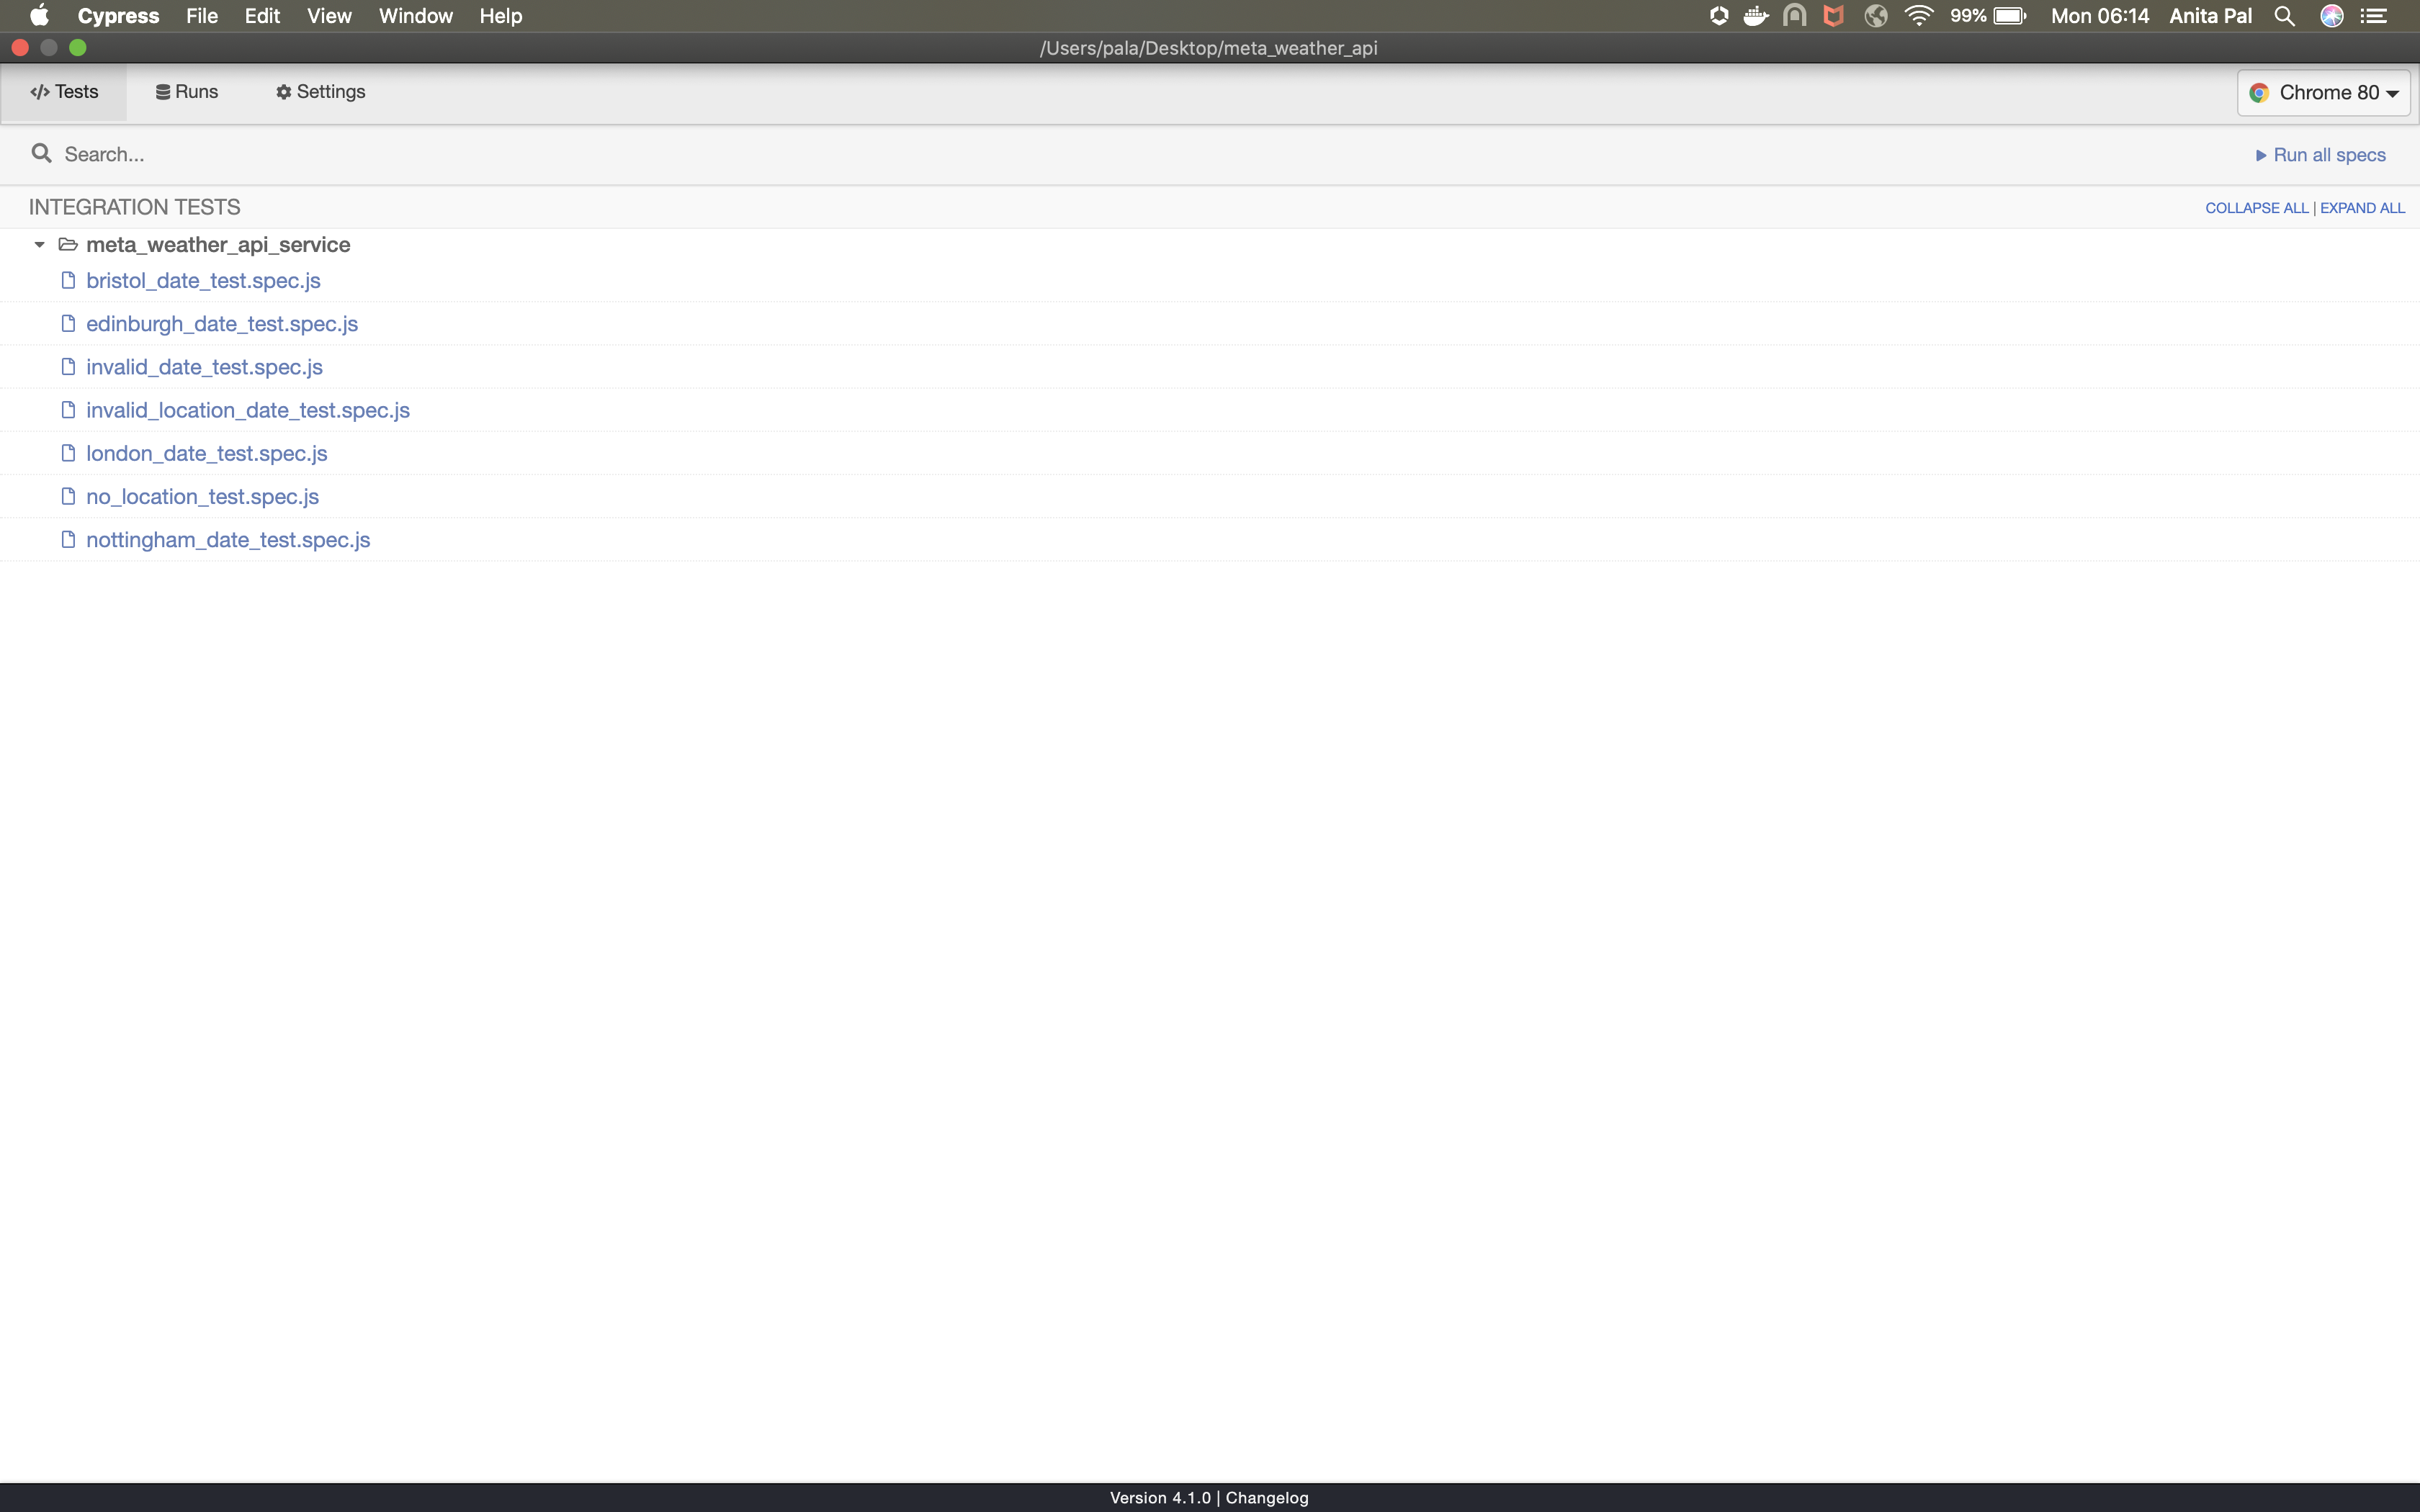 Cypress File Edit View Window Help 99% Mon 06:14 Anita Pal
/Users/pala/Desktop/meta_weather_api
</> Tests Runs Settings Chrome 80
Search... Run all specs
INTEGRATION TESTS COLLAPSE ALL | EXPAND ALL
meta_weather_api_service
bristol_date_test.spec.js
edinburgh_date_test.spec.js
invalid_date_test.spec.js
invalid_location_date_test.spec.js
london_date_test.spec.js
no_location_test.spec.js
nottingham_date_test.spec.js
Version 4.1.0 | Changelog